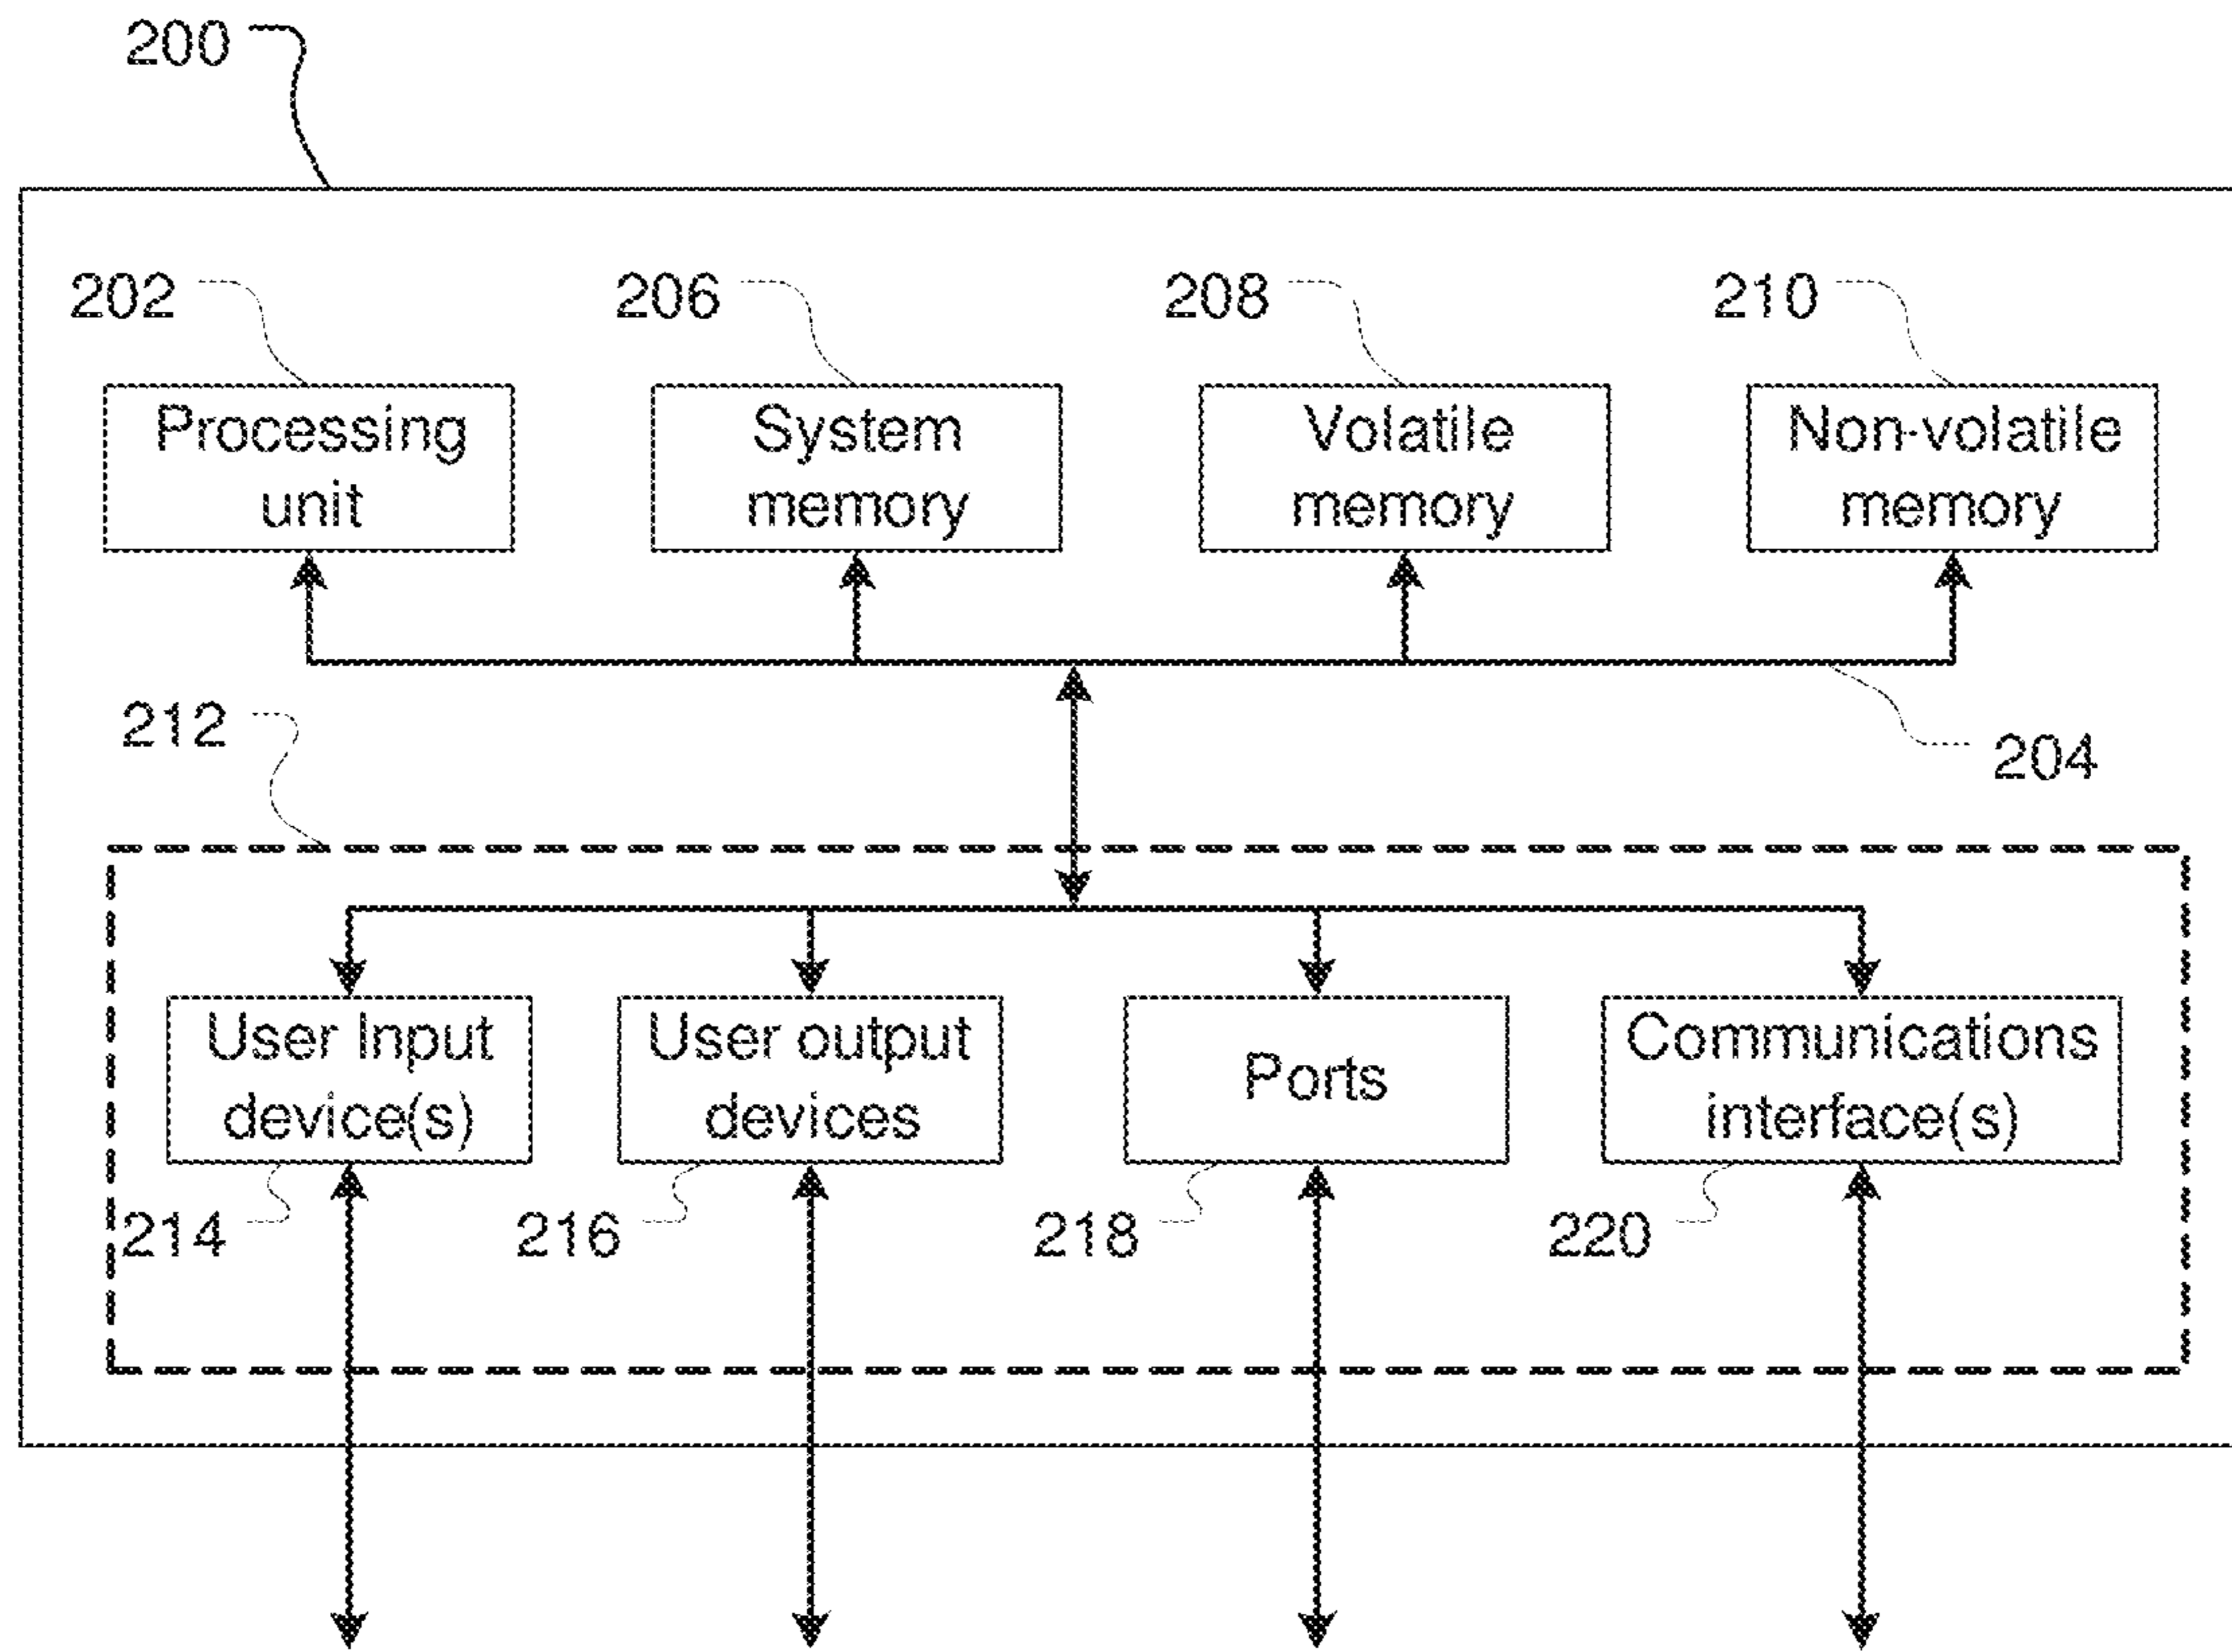 200
202
206
208
210
Processing
unit
System
memory
Volatile
memory
Non-volatile
memory
212
204
User Input
device(s)
User output
devices
Ports
Communications
interface(s)
214
216
218
220